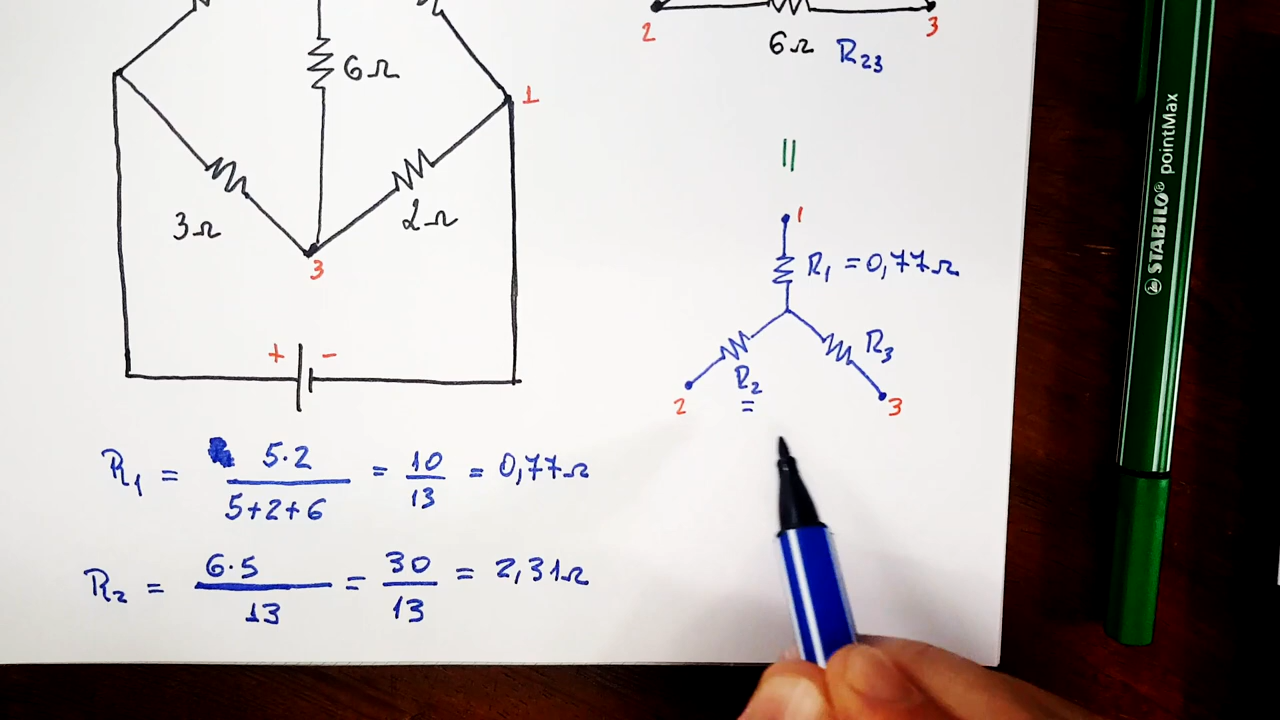 6Ω
1
3Ω
2Ω
3
+ -
2
3
6Ω R₂₃
=
1
R₁ = 0,77Ω
R₂
=
R₃
2
3
R₁ = 5·2 / 5+2+6 = 10/13 = 0,77Ω
R₂ = 6·5 / 13 = 30/13 = 2,31Ω
STABILO® pointMax